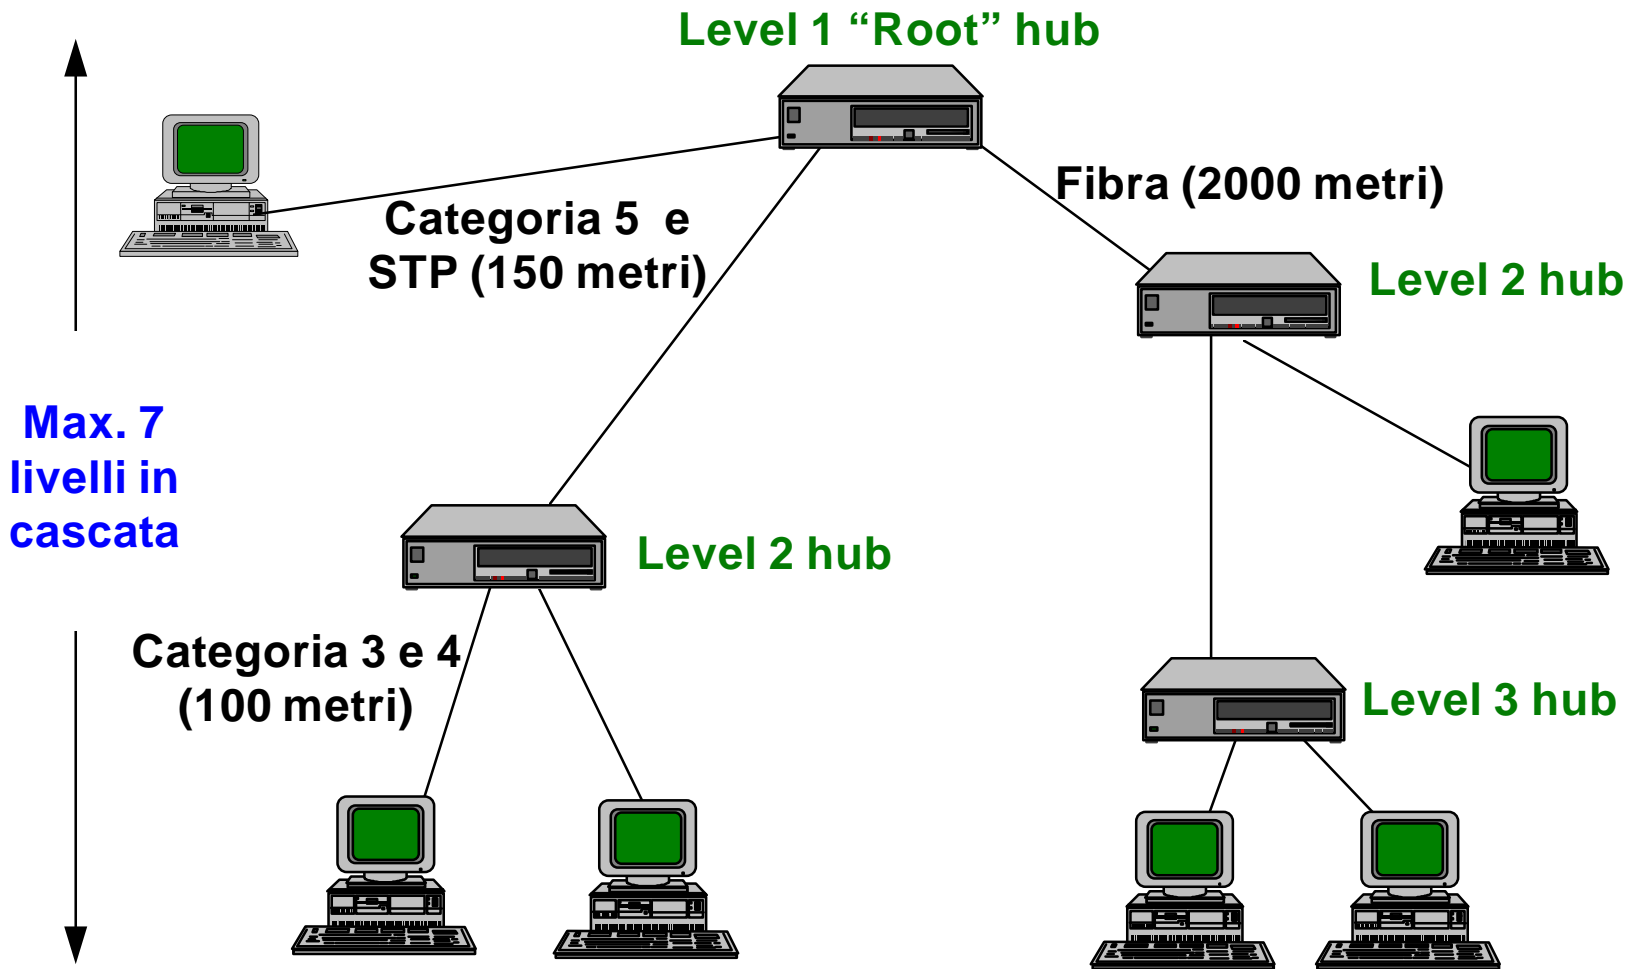 Level 1 “Root” hub
Fibra (2000 metri)
Categoria 5 e
STP (150 metri)
Level 2 hub
Max. 7
livelli in
cascata
Level 2 hub
Categoria 3 e 4
(100 metri)
Level 3 hub